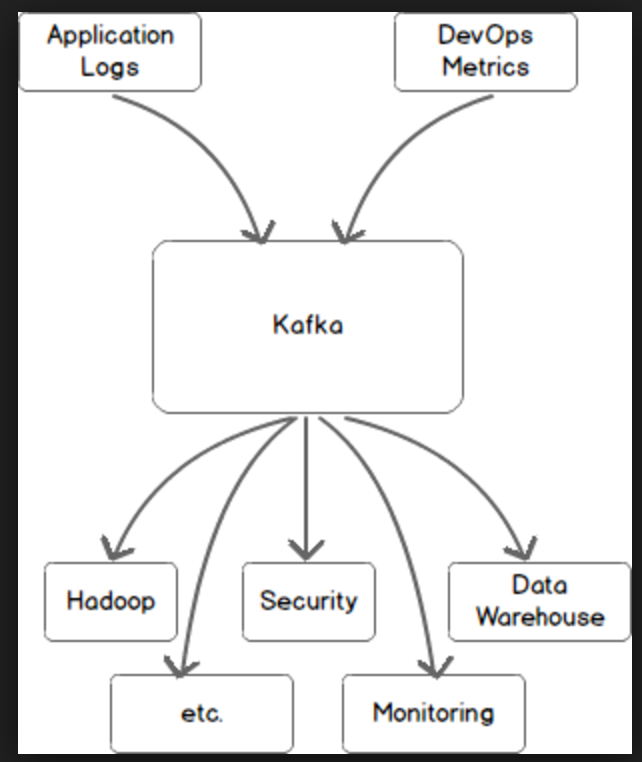 Application
Logs
DevOps
Metrics
Kafka
Hadoop
Security
Data
Warehouse
etc.
Monitoring